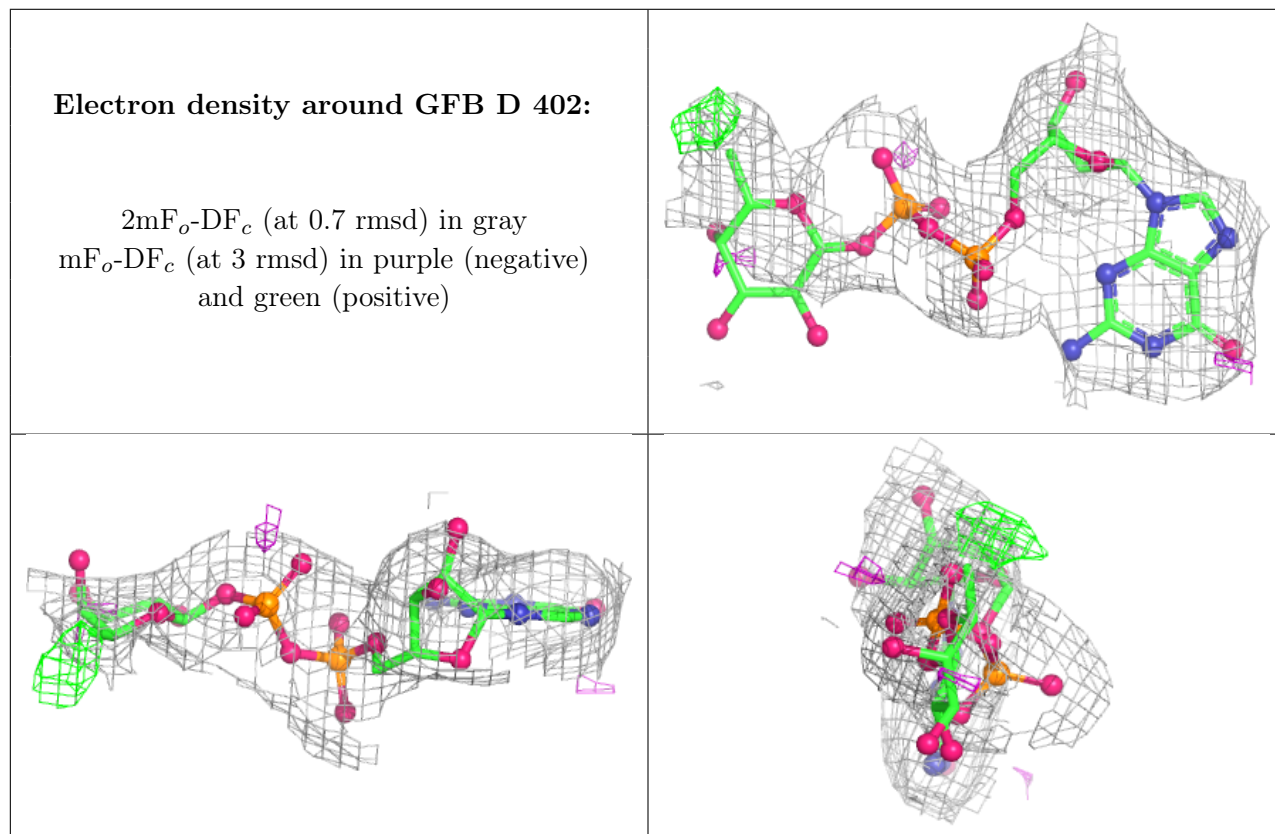 Electron density around GFB D 402:
2mFo-DFc (at 0.7 rmsd) in gray
mFo-DFc (at 3 rmsd) in purple (negative)
and green (positive)